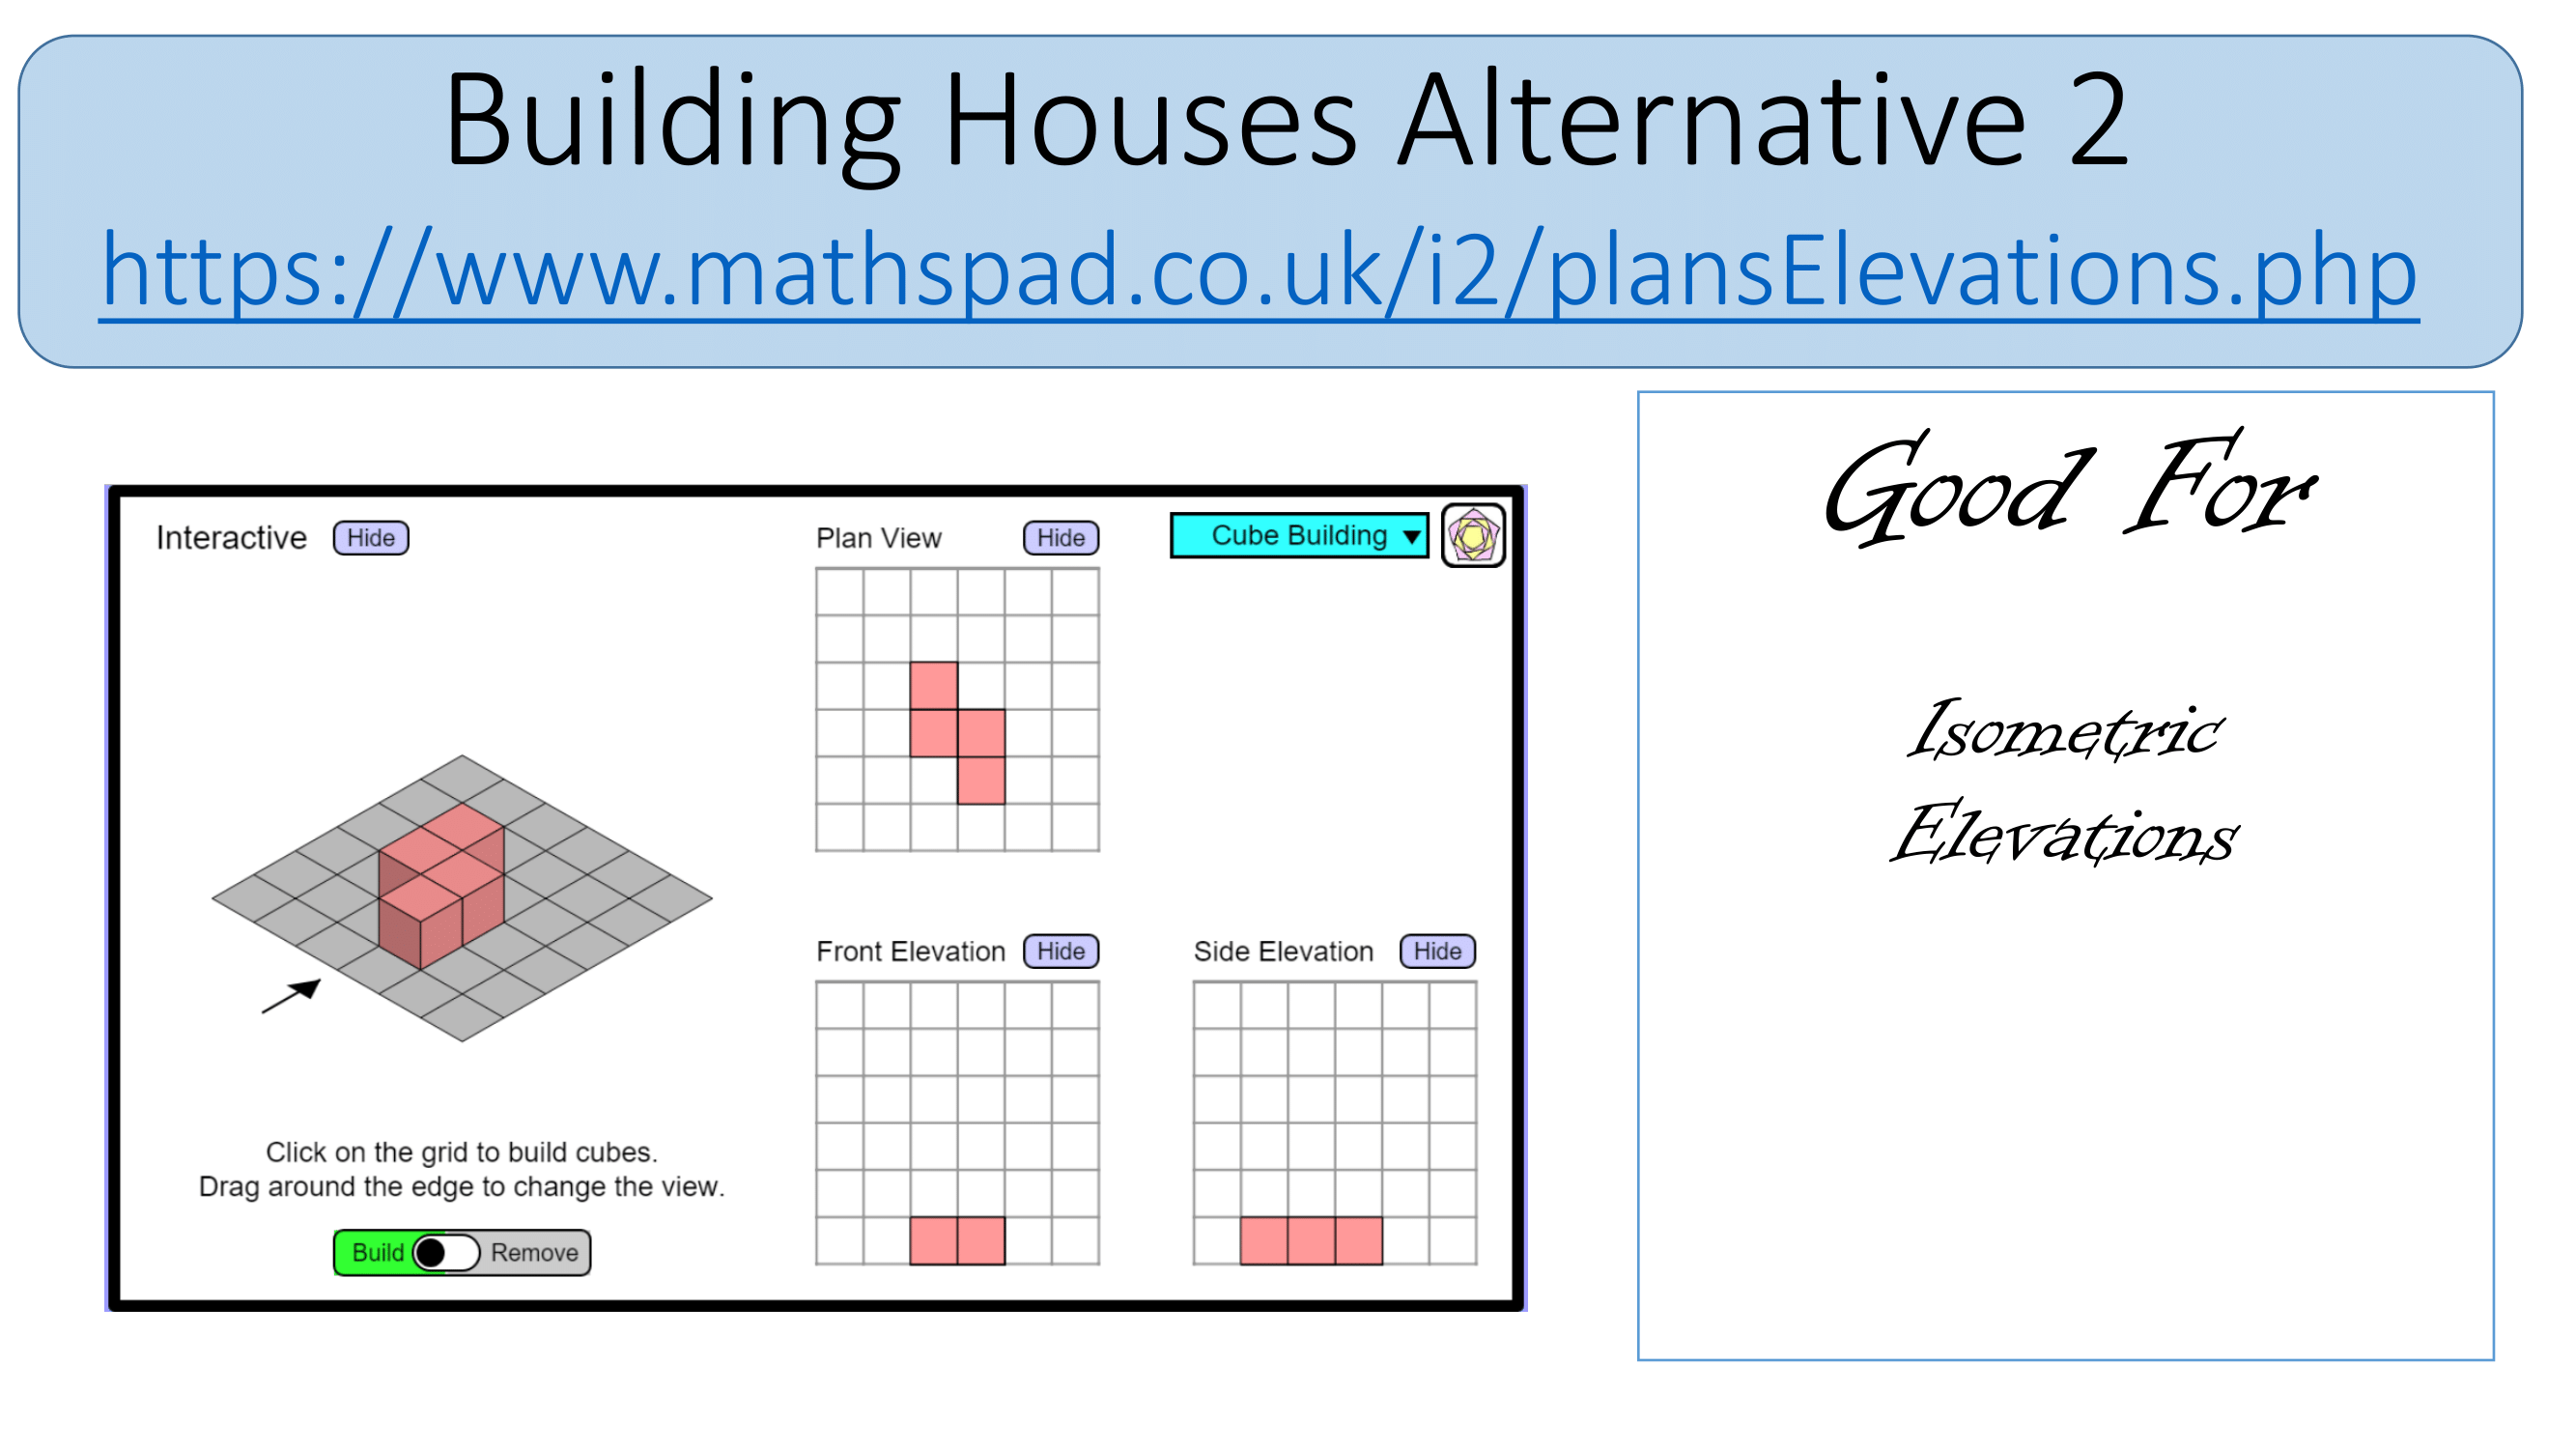 Building Houses Alternative 2
https://www.mathspad.co.uk/i2/plansElevations.php
Interactive Hide
Plan View Hide
Cube Building
Front Elevation Hide
Side Elevation Hide
Click on the grid to build cubes.
Drag around the edge to change the view.
Build Remove
Good For
Isometric
Elevations